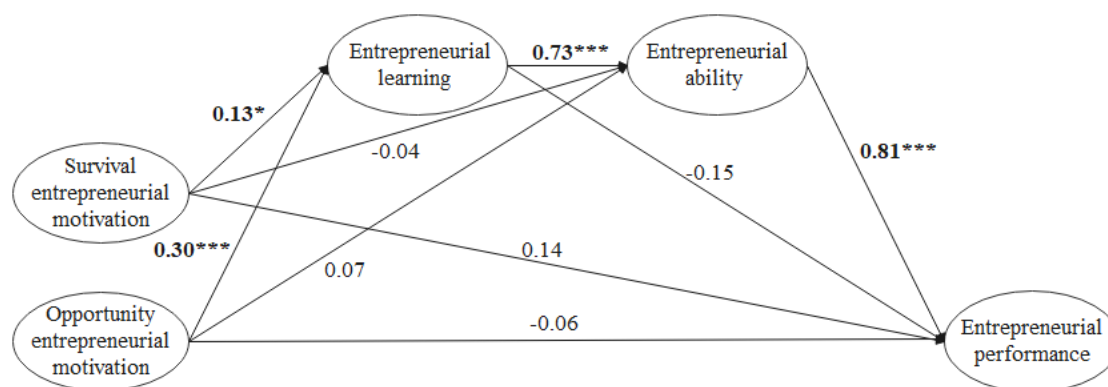 Entrepreneurial
learning
0.73***
Entrepreneurial
ability
0.13*
-0.04
0.81***
Survival
entrepreneurial
motivation
-0.15
0.30***
0.14
0.07
Opportunity
entrepreneurial
motivation
-0.06
Entrepreneurial
performance